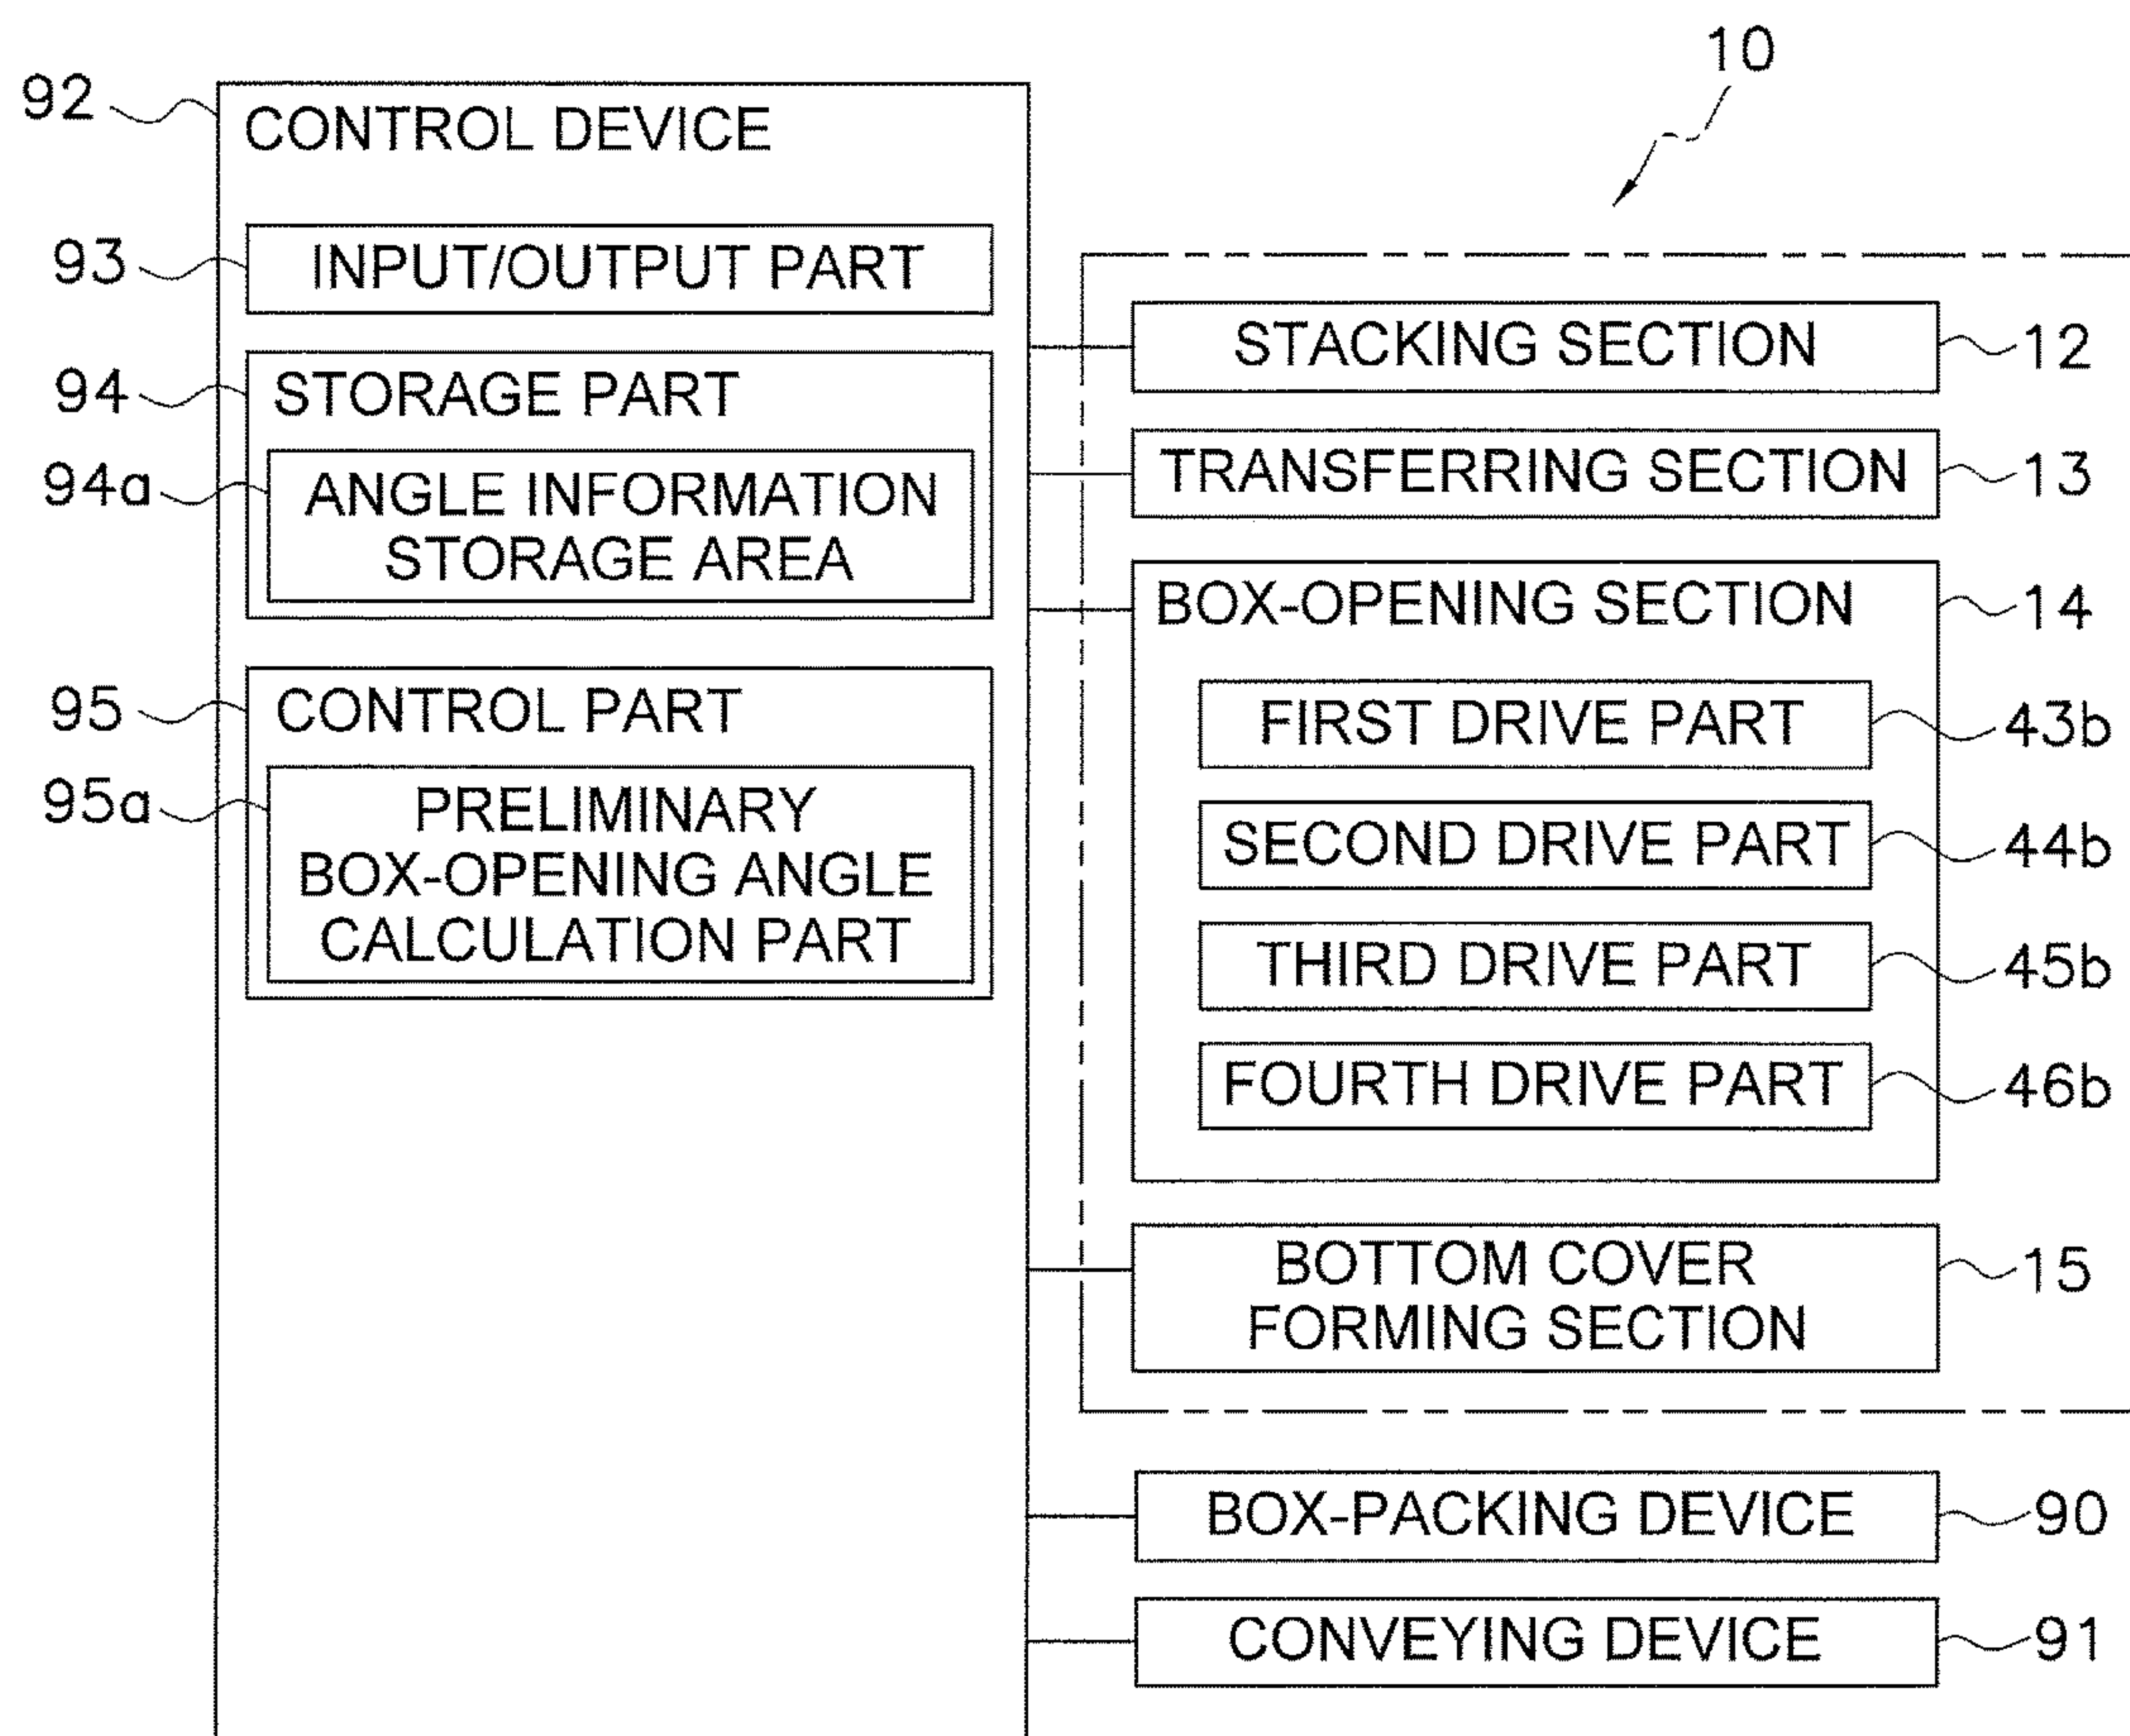 10
92
CONTROL DEVICE
93
INPUT/OUTPUT PART
94
STORAGE PART
94a
ANGLE INFORMATION
STORAGE AREA
95
CONTROL PART
95a
PRELIMINARY
BOX-OPENING ANGLE
CALCULATION PART
STACKING SECTION
12
TRANSFERRING SECTION
13
BOX-OPENING SECTION
14
FIRST DRIVE PART
43b
SECOND DRIVE PART
44b
THIRD DRIVE PART
45b
FOURTH DRIVE PART
46b
BOTTOM COVER
FORMING SECTION
15
BOX-PACKING DEVICE
90
CONVEYING DEVICE
91